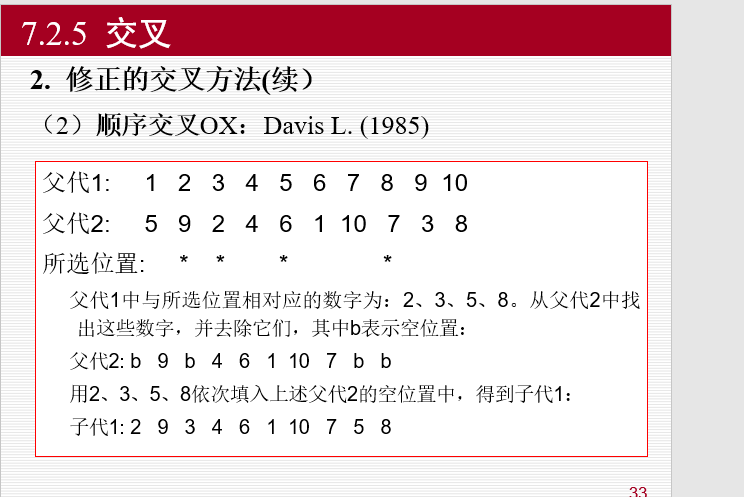 7.2.5 交叉
2. 修正的交叉方法(续）
（2）顺序交叉OX：Davis L. (1985)
父代1: 1 2 3 4 5 6 7 8 9 10
父代2: 5 9 2 4 6 1 10 7 3 8
所选位置: * * * *
父代1中与所选位置相对应的数字为：2、3、5、8。从父代2中找
出这些数字，并去除它们，其中b表示空位置：
父代2: b 9 b 4 6 1 10 7 b b
用2、3、5、8依次填入上述父代2的空位置中，得到子代1：
子代1: 2 9 3 4 6 1 10 7 5 8
33